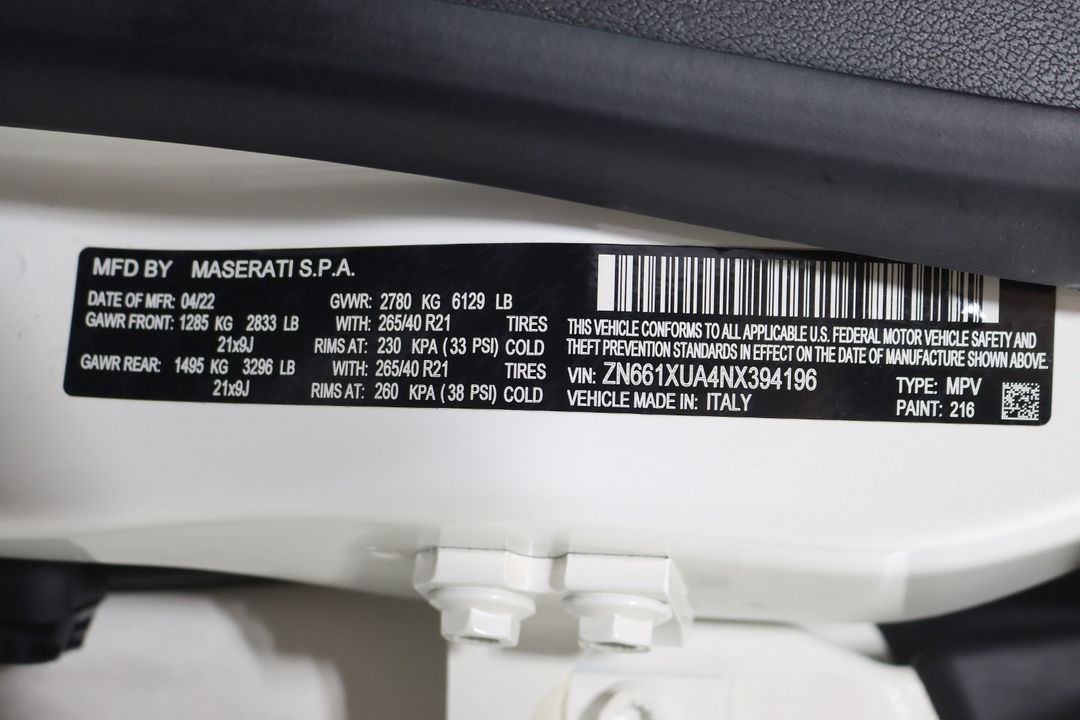 MFD BY MASERATI S.P.A.
DATE OF MFR: 04/22 GVWR: 2780 KG 6129 LB
GAWR FRONT: 1285 KG 2833 LB WITH: 265/40 R21 TIRES
21x9J RIMS AT: 230 KPA (33 PSI) COLD
GAWR REAR: 1495 KG 3296 LB WITH: 265/40 R21 TIRES
21x9J RIMS AT: 260 KPA (38 PSI) COLD
THIS VEHICLE CONFORMS TO ALL APPLICABLE U.S. FEDERAL MOTOR VEHICLE SAFETY AND
THEFT PREVENTION STANDARDS IN EFFECT ON THE DATE OF MANUFACTURE SHOWN ABOVE.
VIN: ZN661XUA4NX394196 TYPE: MPV
VEHICLE MADE IN: ITALY PAINT: 216